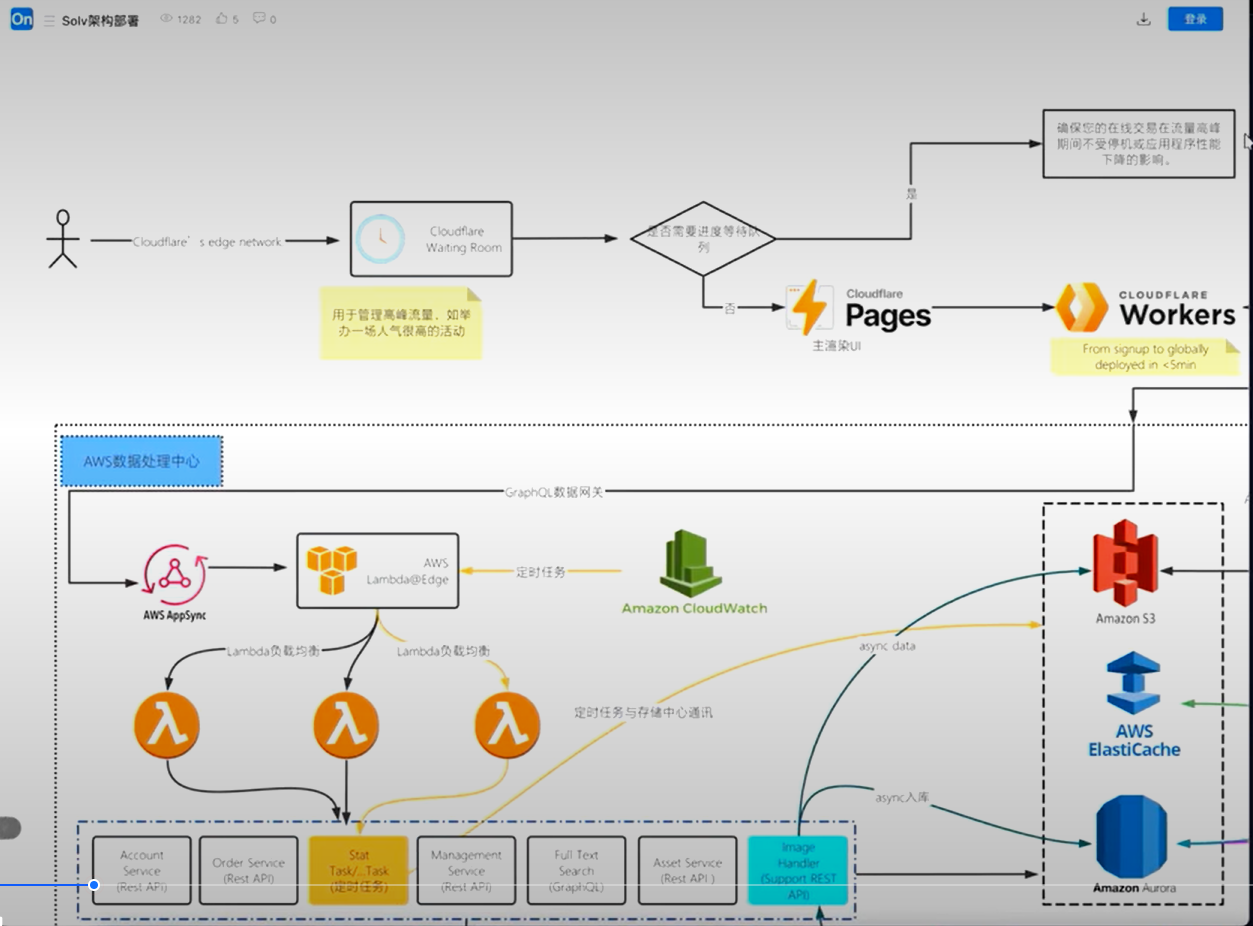 On
Solv架构部署
1282
5
0
登录
确保您的在线交易在流量高峰
期间不受停机或应用程序性能
下降的影响。
是
Cloudflare’s edge network
Cloudflare
Waiting Room
是否需要进度等待队
列
用于管理高峰流量，如举
办一场人气很高的活动
否
Cloudflare
Pages
主渲染UI
CLOUDFLARE
Workers
From signup to globally
deployed in <5min
AWS数据处理中心
GraphQL数据网关
AWS AppSync
AWS
Lambda@Edge
定时任务
Amazon CloudWatch
Amazon S3
Lambda负载均衡
Lambda负载均衡
async data
定时任务与存储中心通讯
AWS
ElastiCache
async入库
Account
Service
(Rest API)
Order Service
(Rest API)
Stat
Task/...Task
(定时任务)
Management
Service
(Rest API)
Full Text
Search
(GraphQL)
Asset Service
(Rest API )
Image
Handler
(Support REST
API)
Amazon Aurora